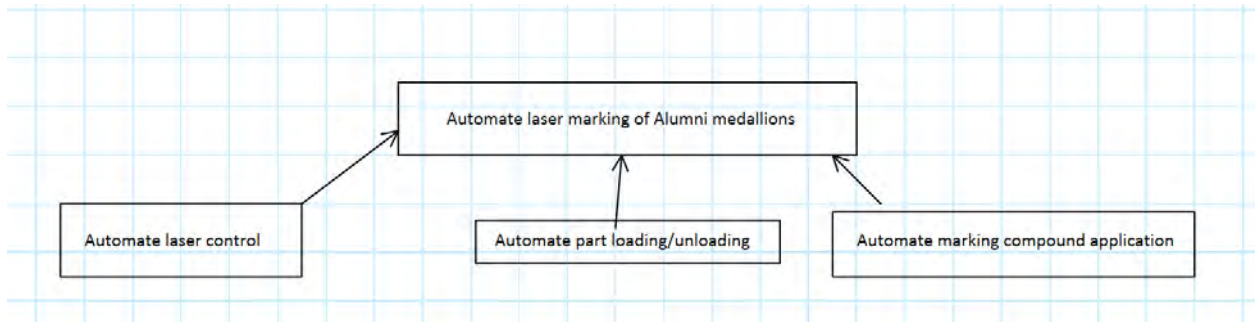 Automate laser marking of Alumni medallions
Automate laser control
Automate part loading/unloading
Automate marking compound application